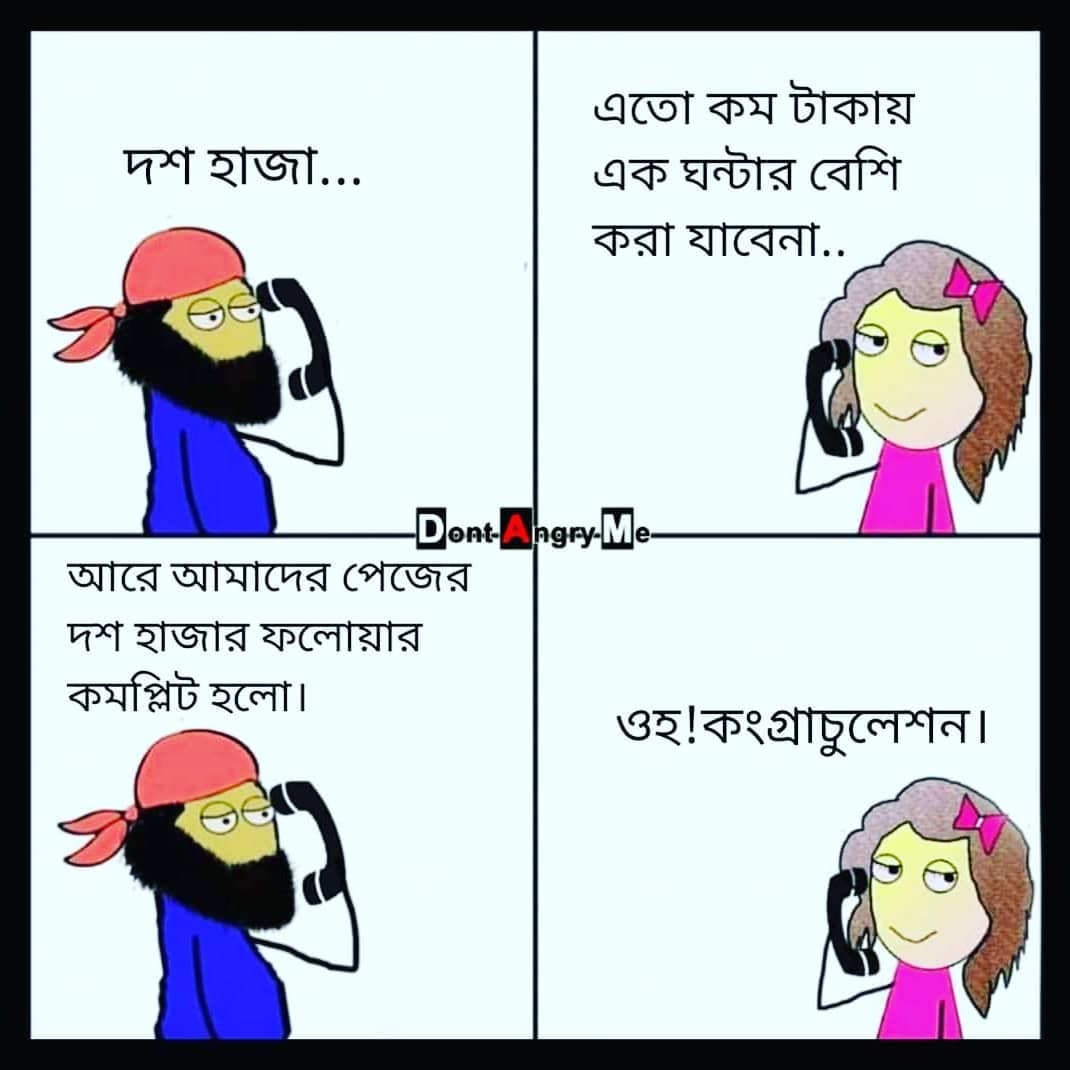 দশ হাজা...
এতো কম টাকায়
এক ঘন্টার বেশি
করা যাবেনা..
Dont-Angry-Me
আরে আমাদের পেজের
দশ হাজার ফলোয়ার
কমপ্লিট হলো।
ওহ!কংগ্রাচুলেশন।